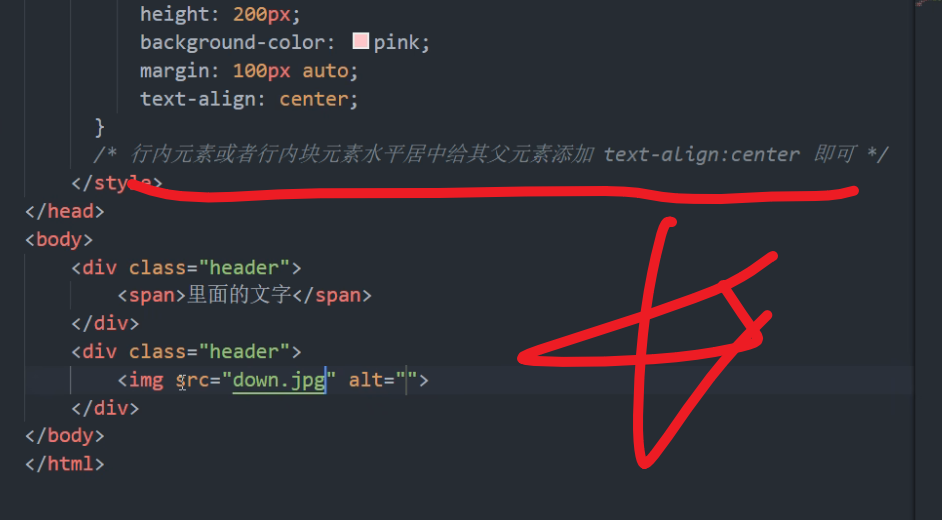 height: 200px;
background-color: pink;
margin: 100px auto;
text-align: center;
}
/* 行内元素或者行内块元素水平居中给其父元素添加 text-align:center 即可 */
</style>
</head>
<body>
<div class="header">
<span>里面的文字</span>
</div>
<div class="header">
<img src="down.jpg" alt="">
</div>
</body>
</html>